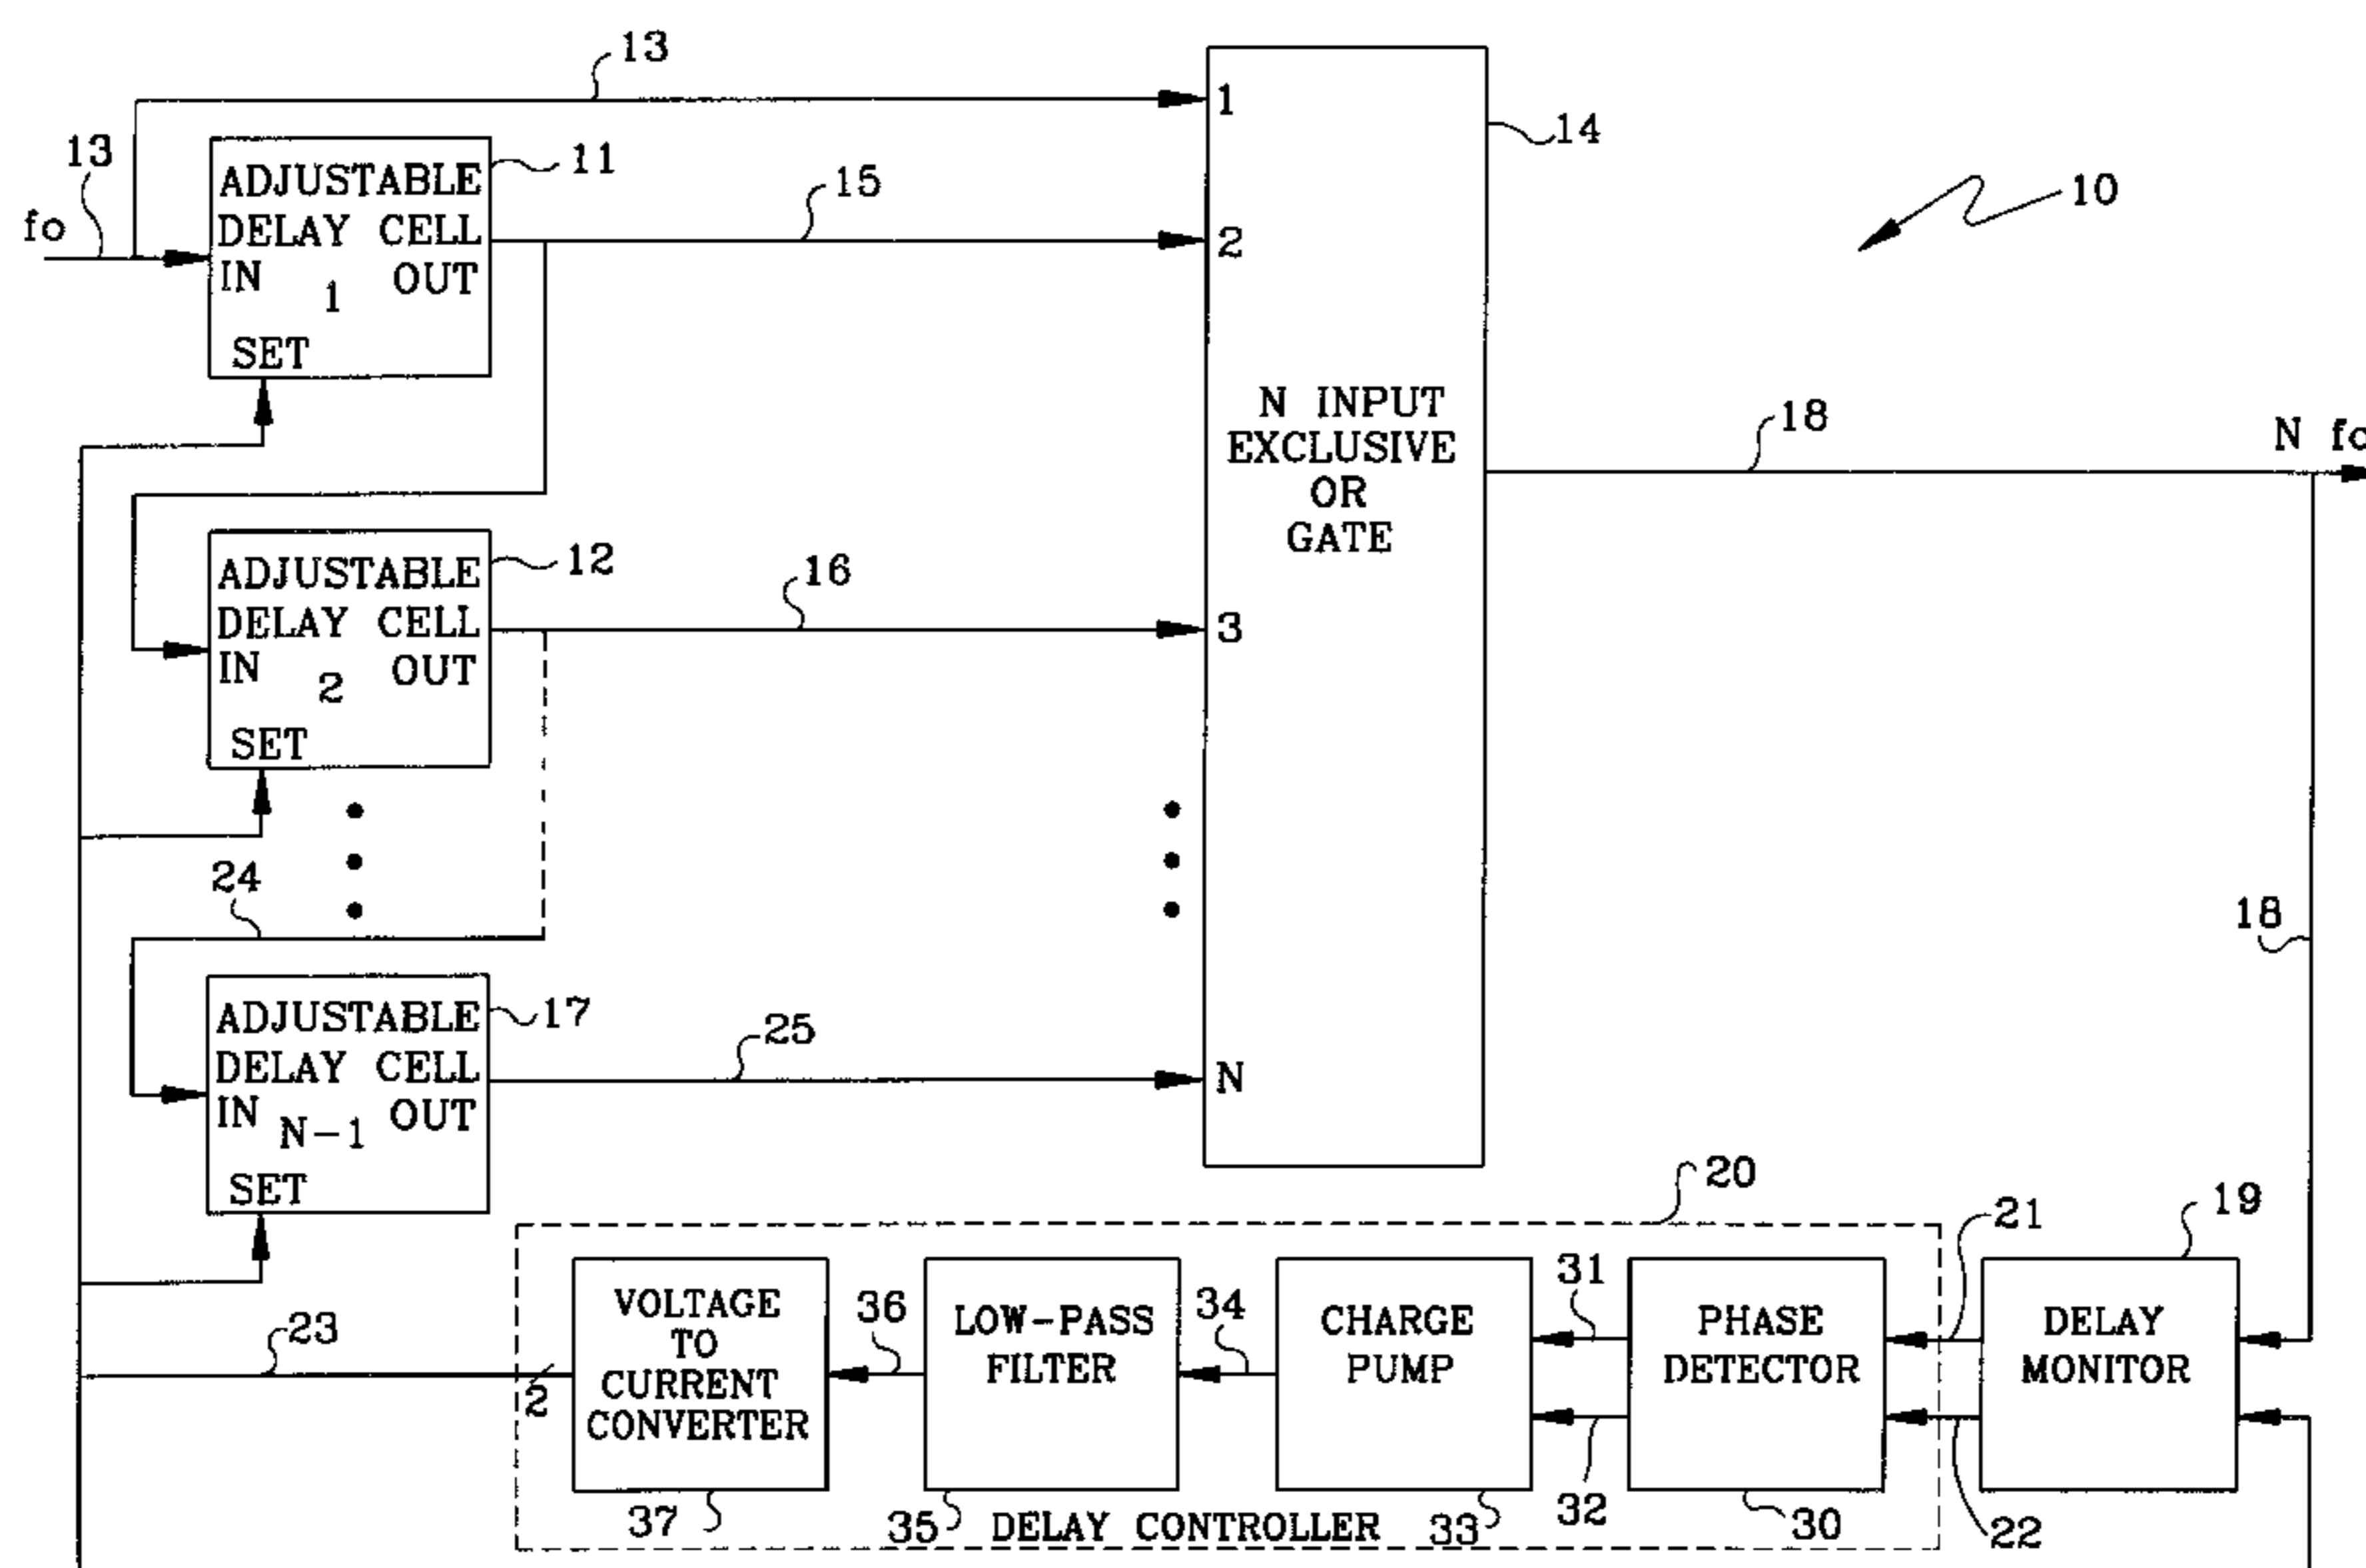 13
13
fo
ADJUSTABLE
DELAY CELL
IN OUT
1
SET
11
15
1
2
14
10
N INPUT
EXCLUSIVE
OR
GATE
18
N fo
ADJUSTABLE
DELAY CELL
IN OUT
2
SET
12
16
3
24
18
ADJUSTABLE
DELAY CELL
IN OUT
N-1
SET
17
25
N
20
21
19
23
2
VOLTAGE
TO
CURRENT
CONVERTER
37
36
LOW-PASS
FILTER
35
34
CHARGE
PUMP
33
31
32
PHASE
DETECTOR
30
22
DELAY
MONITOR
DELAY CONTROLLER